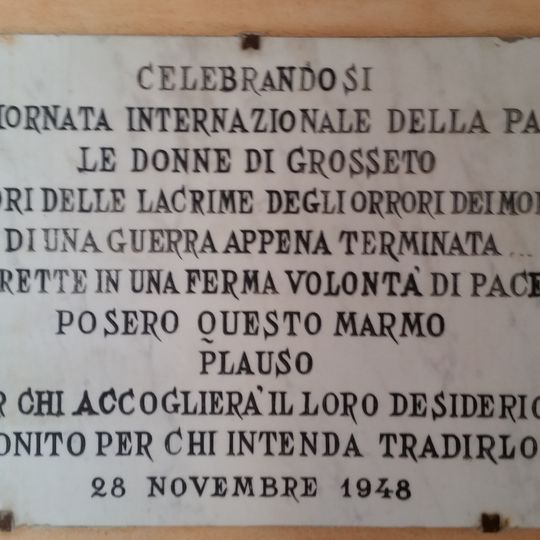 CELEBRANDOSI
IORNATA INTERNAZIONALE DELLA PA
LE DONNE DI GROSSETO
ORI DELLE LACRIME DEGLI ORRORI DEI MO
DI UNA GUERRA APPENA TERMINATA...
RETTE IN UNA FERMA VOLONTÀ DI PACE
POSERO QUESTO MARMO
PLAUSO
R CHI ACCOGLIERÀ IL LORO DESIDERIO
ONITO PER CHI INTENDA TRADIRLO
28 NOVEMBRE 1948